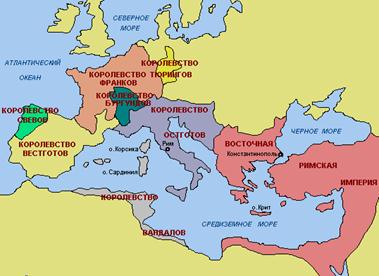 СЕВЕРНОЕ
МОРЕ
АТЛАНТИЧЕСКИЙ
ОКЕАН
КОРОЛЕВСТВО
ТЮРИНГОВ
КОРОЛЕВСТВО
ФРАНКОВ
КОРОЛЕВСТВО
БУРГУНДОВ
КОРОЛЕВСТВО
СВЕВОВ
КОРОЛЕВСТВО
ВЕСТГОТОВ
КОРОЛЕВСТВО
ОСТГОТОВ
о.Корсика
Рим
о. Сардиния
ЧЕРНОЕ МОРЕ
ВОСТОЧНАЯ
Константинополь
РИМСКАЯ
ИМПЕРИЯ
о.Крит
КОРОЛЕВСТВО
ВАНДАЛОВ
СРЕДИЗЕМНОЕ МОРЕ